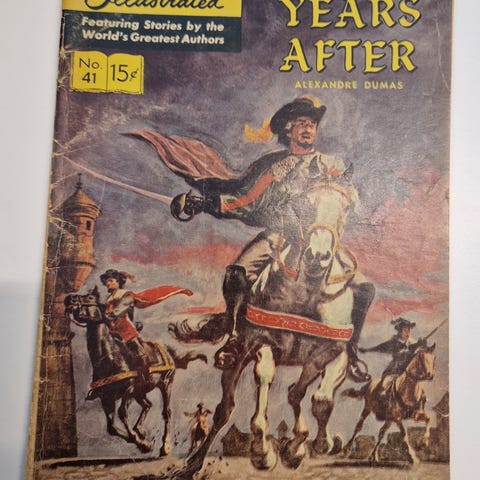 Illustrated
Featuring Stories by the
World's Greatest Authors
No.
41
15¢
YEARS
AFTER
ALEXANDRE DUMAS